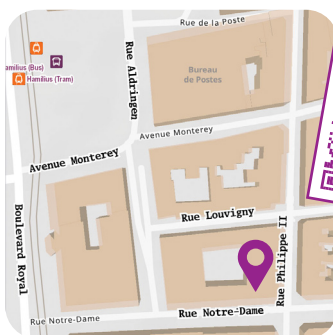 Rue de la Poste
amilius (Bus)
Hamilius (Tram)
Rue Aldringen
Bureau
de Postes
Avenue Monterey
Avenue Monterey
Boulevard Royal
Rue Louvigny
Rue Philippe II
Rue Notre-Dame
Rue Notre-Dame